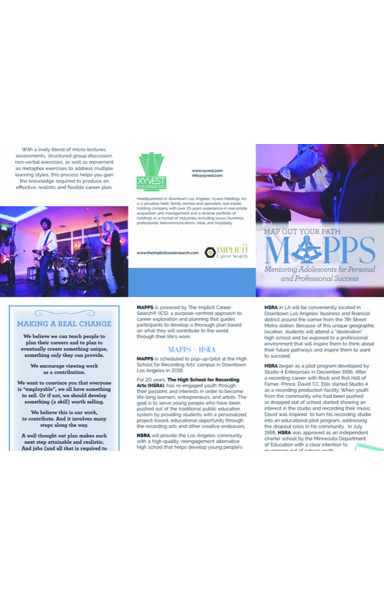 With a lively blend of micro-lectures,
assessments, structured group discussion,
non-verbal exercises, as well as movement
as metaphor exercises to address multiple
learning styles, this process helps you gain
the knowledge required to produce an
effective, realistic and flexible career plan.
XYVEST
HOLDINGS INC
www.xyvest.com
info@xyvest.com
Headquartered in downtown Los Angeles, Xyvest Holdings Inc.
is a privately-held, family owned and operated, real estate
holding company with over 25 years experience in real estate
acquisition and management and a diverse portfolio of
holdings in a myriad of industries including luxury business,
professional, telecommunications, retail, and hospitality.
www.theimplicitcareersearch.com
IMPLICIT
Career Search
MAP OUT YOUR PATH
MAPPS
Mentoring Adolescents for Personal
and Professional Success
MAKING A REAL CHANGE
We believe we can teach people to
plan their careers and to plan to
eventually create something unique,
something only they can provide.
We encourage viewing work
as a contribution.
We want to convince you that everyone
is "employable", we all have something
to sell. Or if not, we should develop
something (a skill) worth selling.
We believe this is our work,
to contribute. And it involves many
steps along the way.
A well thought out plan makes each
next step attainable and realistic.
And jobs (and all that is required to
MAPPS is powered by The Implicit Career
Search® (ICS), a purpose-centred approach to
career exploration and planning that guides
participants to develop a thorough plan based
on what they will contribute to the world
through their life's work.
MAPPS - HSRA
MAPPS is scheduled to pop-up/pilot at the High
School for Recording Arts' campus in Downtown
Los Angeles in 2018.
For 20 years, The High School for Recording
Arts (HSRA), has re-engaged youth through
their passions and interests in order to become
life-long learners, entrepreneurs, and artists. The
goal is to serve young people who have been
pushed out of the traditional public education
system by providing students with a personalized,
project-based, educational opportunity through
the recording arts and other creative endeavors.
HSRA will provide the Los Angeles community
with a high-quality, reengagement alternative
high school that helps develop young people's
HSRA in LA will be conveniently located in
Downtown Los Angeles' business and financial
district around the corner from the 7th Street
Metro station. Because of this unique geographic
location, students will attend a "destination"
high school and be exposed to a professional
environment that will inspire them to think about
their future pathways and inspire them to want
to succeed.
HSRA began as a pilot program developed by
Studio 4 Enterprises in December 1996. After
a recording career with Rock and Roll Hall of
Famer, Prince, David T.C. Ellis started Studio 4
as a recording production facility. When youth
from the community who had been pushed
or dropped out of school started showing an
interest in the studio and recording their music,
David was inspired to turn his recording studio
into an educational pilot program, addressing
the dropout crisis in his community. In July
1998, HSRA was approved as an independent
charter school by the Minnesota Department
of Education with a clear intention to